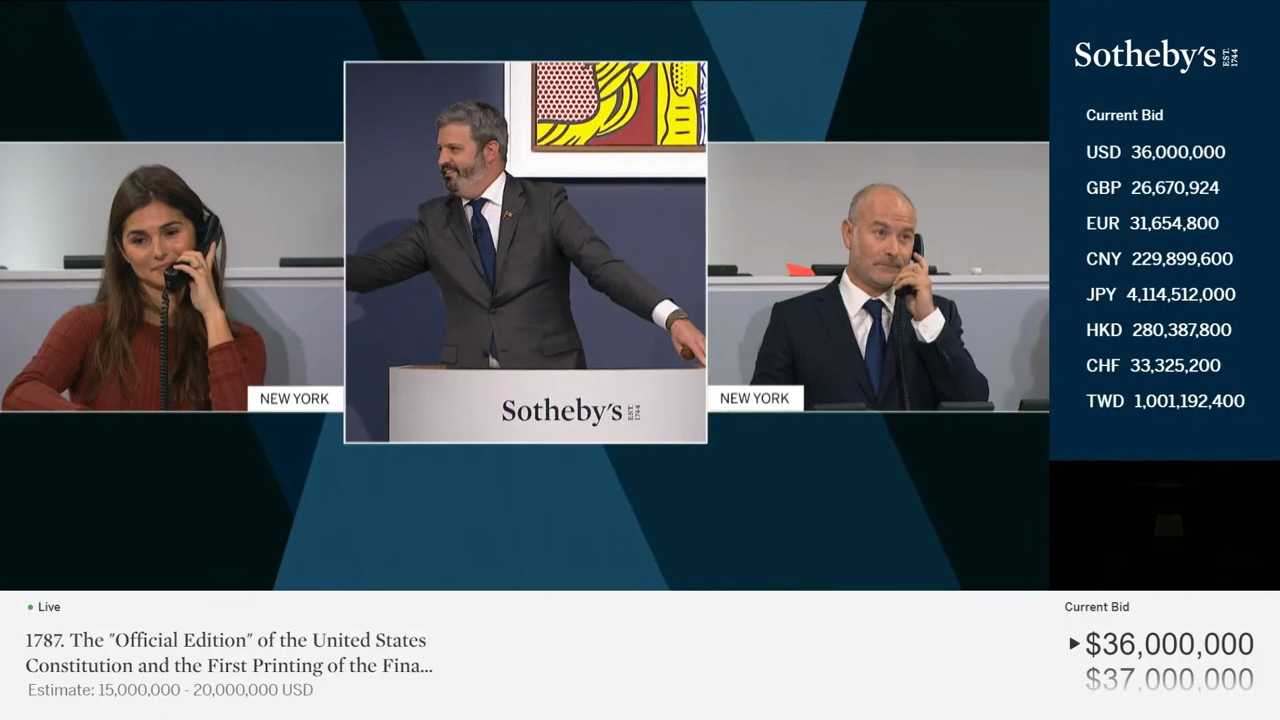 Sotheby's EST. 1744
Current Bid
USD 36,000,000
GBP 26,670,924
EUR 31,654,800
CNY 229,899,600
JPY 4,114,512,000
HKD 280,387,800
CHF 33,325,200
TWD 1,001,192,400
NEW YORK
Sotheby's EST. 1744
NEW YORK
Live
1787. The "Official Edition" of the United States
Constitution and the First Printing of the Fina...
Estimate: 15,000,000 - 20,000,000 USD
Current Bid
$36,000,000
$37,000,000